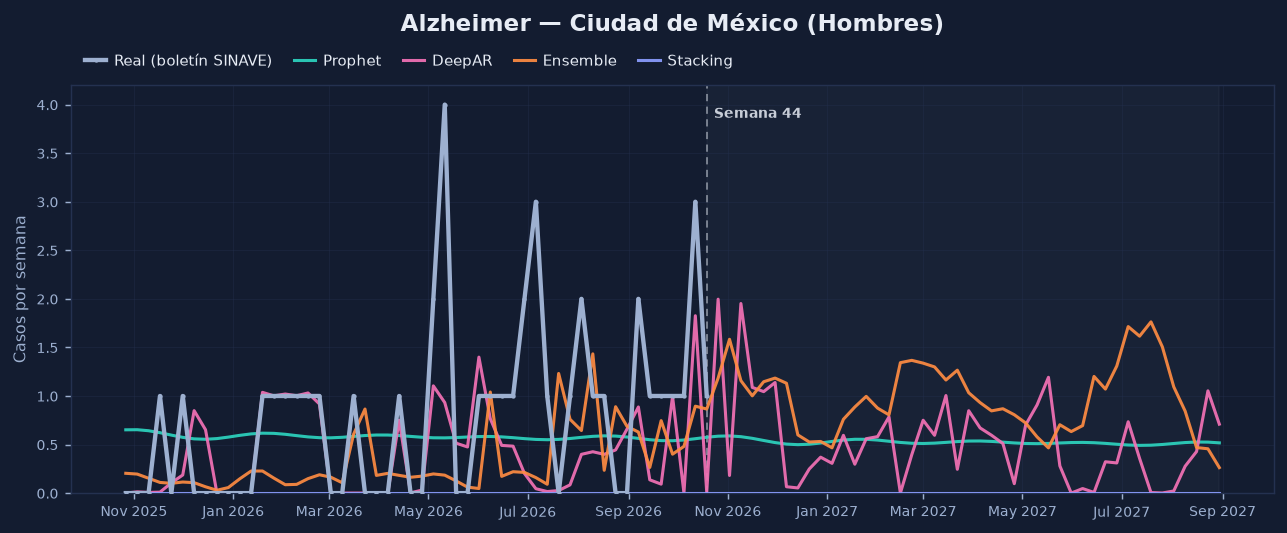 Alzheimer — Ciudad de México (Hombres)
Real (boletín SINAVE) Prophet DeepAR Ensemble Stacking
Semana 44
Casos por semana
4.0
3.5
3.0
2.5
2.0
1.5
1.0
0.5
0.0
Nov 2025 Jan 2026 Mar 2026 May 2026 Jul 2026 Sep 2026 Nov 2026 Jan 2027 Mar 2027 May 2027 Jul 2027 Sep 2027